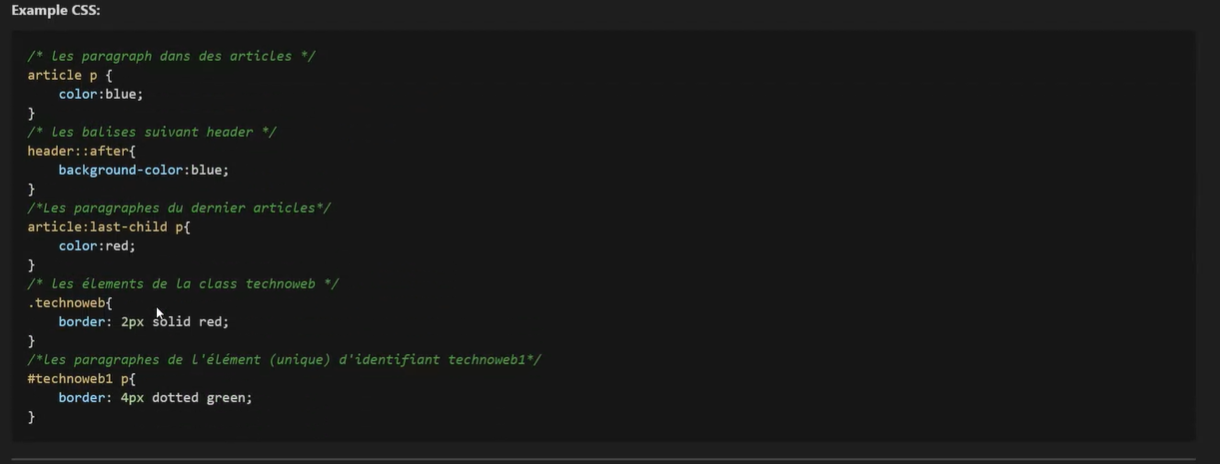 Example CSS:
/* les paragraph dans des articles */
article p {
    color:blue;
}
/* les balises suivant header */
header::after{
    background-color:blue;
}
/*Les paragraphes du dernier articles*/
article:last-child p{
    color:red;
}
/* les élements de la class technoweb */
.technoweb{
    border: 2px solid red;
}
/*les paragraphes de l'élément (unique) d'identifiant technoweb1*/
#technoweb1 p{
    border: 4px dotted green;
}